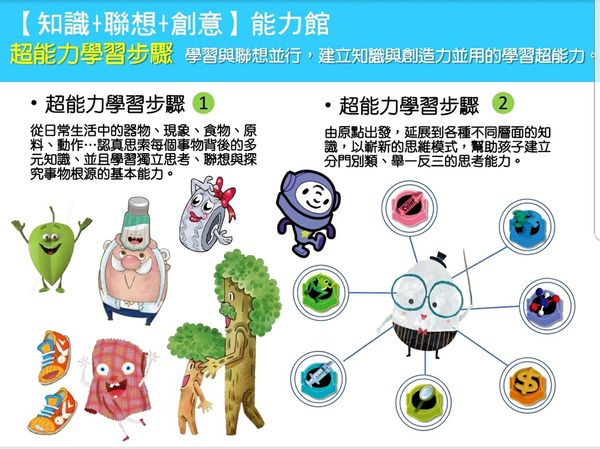 【知識+聯想+創意】能力館
超能力學習步驟 學習與聯想並行，建立知識與創造力並用的學習超能力。
• 超能力學習步驟 1
從日常生活中的器物、現象、食物、原
料、動作…認真思索每個事物背後的多
元知識、並且學習獨立思考、聯想與探
究事物根源的基本能力。
• 超能力學習步驟 2
由原點出發，延展到各種不同層面的知
識，以嶄新的思維模式，幫助孩子建立
分門別類、舉一反三的思考能力。